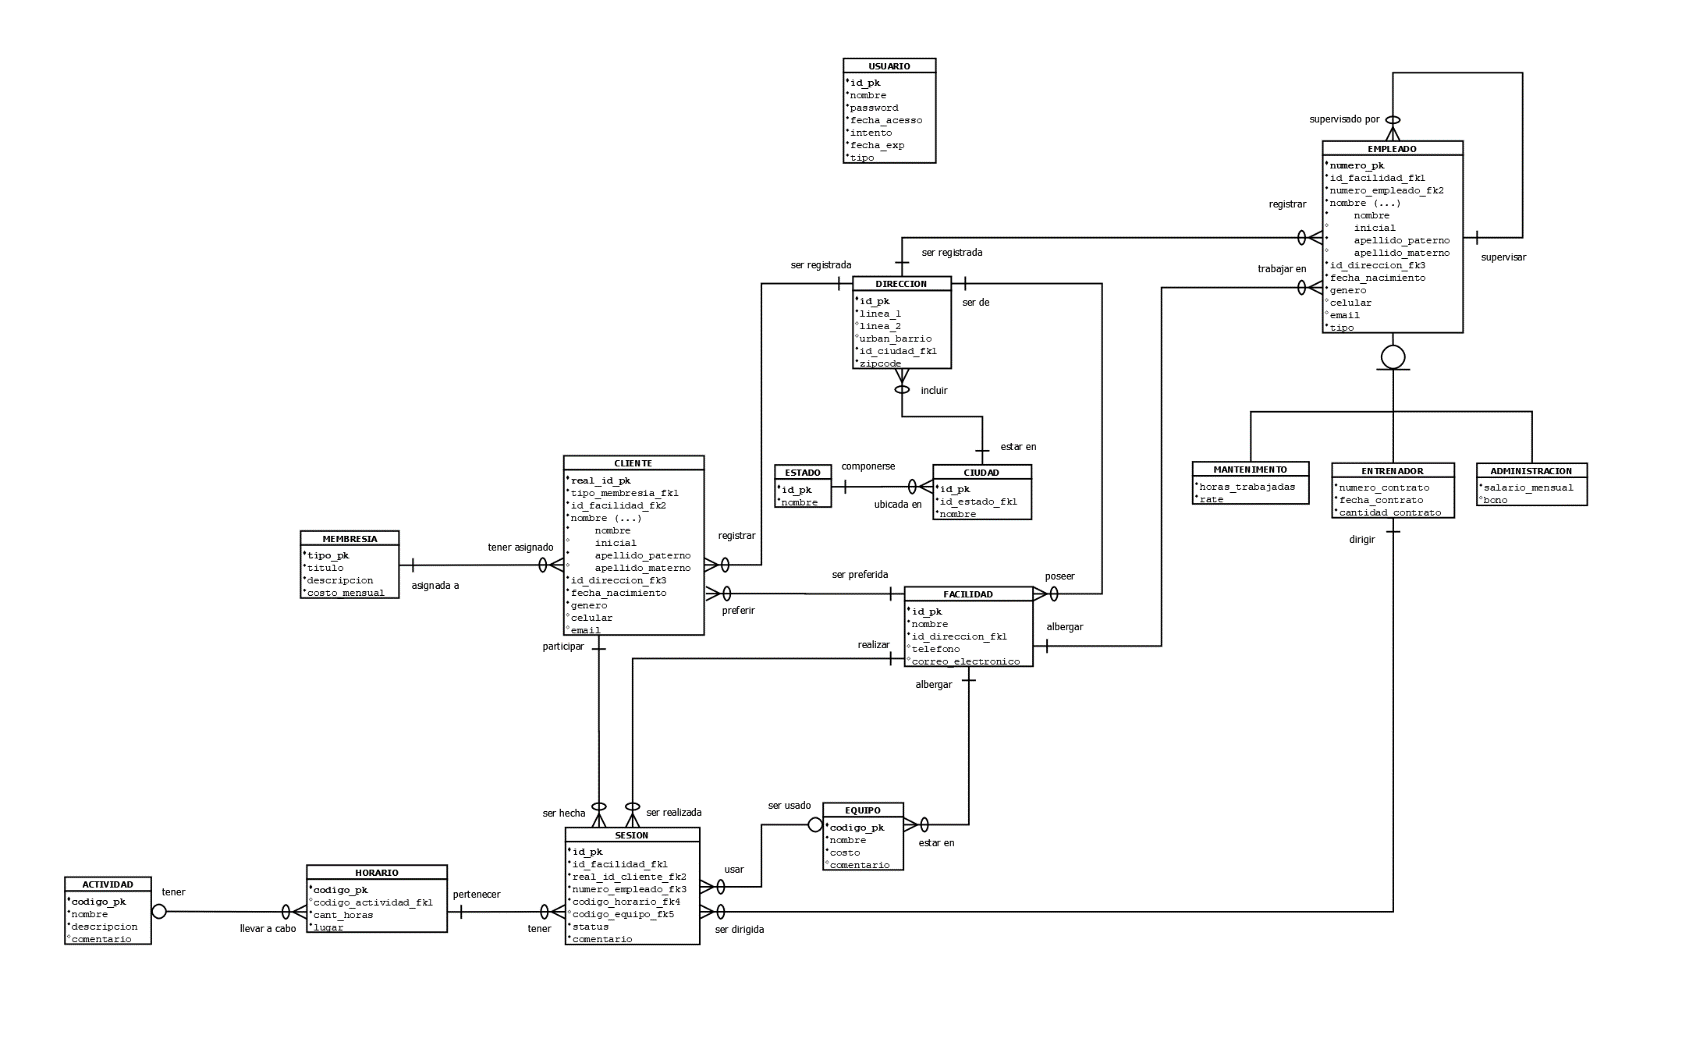 USUARIO
id_pk
nombre
password
fecha_acesso
intento
fecha_exp
tipo
supervisado por
EMPLEADO
numero_pk
id_facilidad_fk1
numero_empleado_fk2
nombre (...)
nombre
inicial
apellido_paterno
apellido_materno
id_direccion_fk3
fecha_nacimiento
genero
celular
email
tipo
registrar
trabajar en
supervisar
ser registrada
ser registrada
ser de
DIRECCION
id_pk
linea_1
linea_2
urban_barrio
id_ciudad_fk1
zipcode
incluir
estar en
ESTADO
id_pk
nombre
componerse
ubicada en
CIUDAD
id_pk
id_estado_fk1
nombre
MANTENIMIENTO
horas_trabajadas
rate
ENTRENADOR
numero_contrato
fecha_contrato
cantidad_contrato
ADMINISTRACION
salario_mensual
bono
dirigir
CLIENTE
real_id_pk
tipo_membresia_fk1
id_facilidad_fk2
nombre (...)
nombre
inicial
apellido_paterno
apellido_materno
id_direccion_fk3
fecha_nacimiento
genero
celular
email
MEMBRESIA
tipo_pk
titulo
descripcion
costo_mensual
tener asignado
asignada a
registrar
preferir
ser preferida
poseer
FACILIDAD
id_pk
nombre
id_direccion_fk1
telefono
correo_electronico
albergar
realizar
albergar
participar
ser hecha
ser realizada
ser usado
EQUIPO
codigo_pk
nombre
costo
comentario
estar en
SESION
id_pk
id_facilidad_fk1
real_id_cliente_fk2
numero_empleado_fk3
codigo_horario_fk4
codigo_equipo_fk5
status
comentario
usar
ser dirigida
HORARIO
codigo_pk
codigo_actividad_fk1
cant_horas
lugar
pertenecer
tener
ACTIVIDAD
codigo_pk
nombre
descripcion
comentario
tener
llevar a cabo